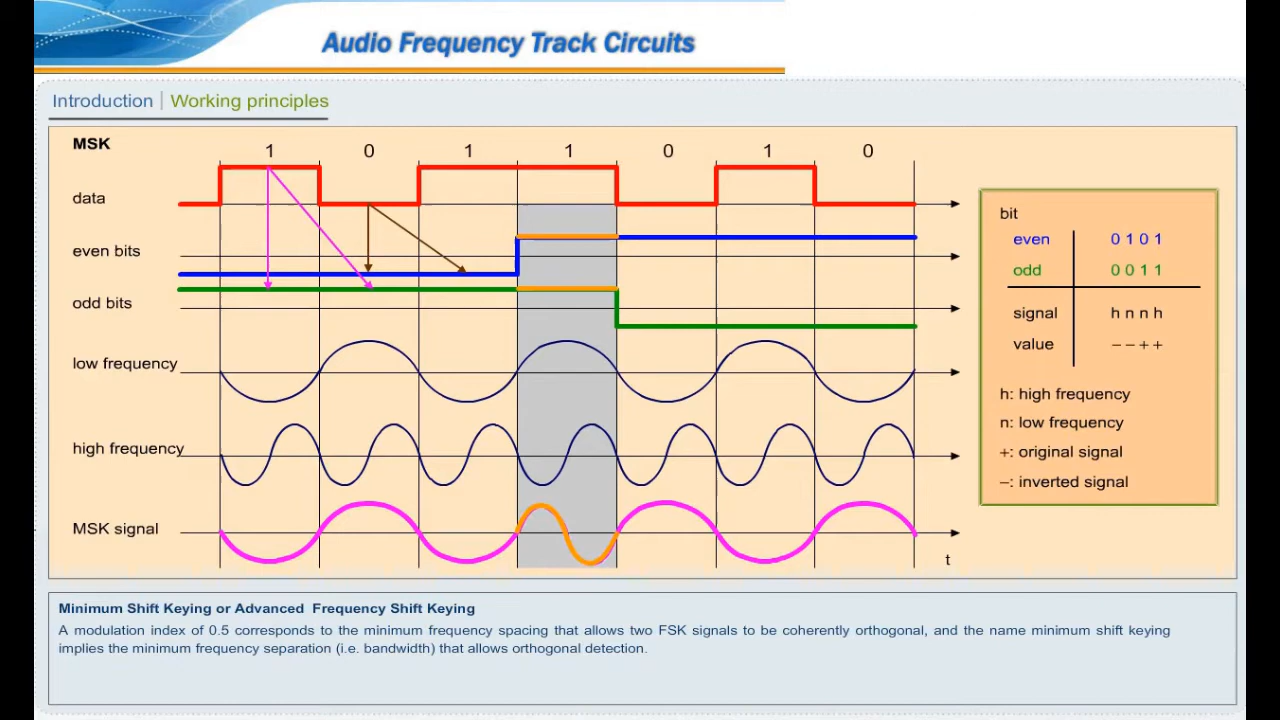 Audio Frequency Track Circuits
Introduction | Working principles
MSK
1 0 1 1 0 1 0
data
even bits
odd bits
low frequency
high frequency
MSK signal
t
bit
even 0 1 0 1
odd 0 0 1 1
signal h n n h
value – – + +
h: high frequency
n: low frequency
+: original signal
–: inverted signal
Minimum Shift Keying or Advanced Frequency Shift Keying
A modulation index of 0.5 corresponds to the minimum frequency spacing that allows two FSK signals to be coherently orthogonal, and the name minimum shift keying
implies the minimum frequency separation (i.e. bandwidth) that allows orthogonal detection.